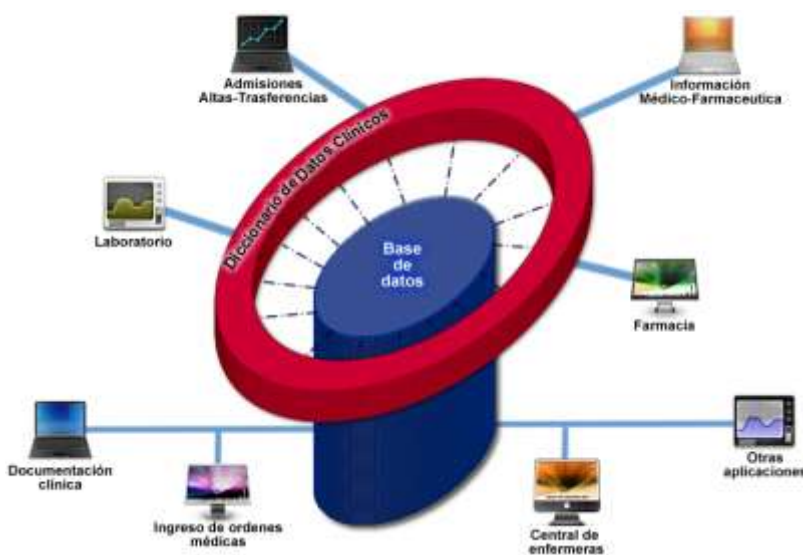 Admisiones
Altas-Trasferencias
Información
Médico-Farmaceutica
Diccionario de Datos Clínicos
Laboratorio
Base
de
datos
Farmacia
Documentación
clínica
Ingreso de ordenes
médicas
Central de
enfermeras
Otras
aplicaciones